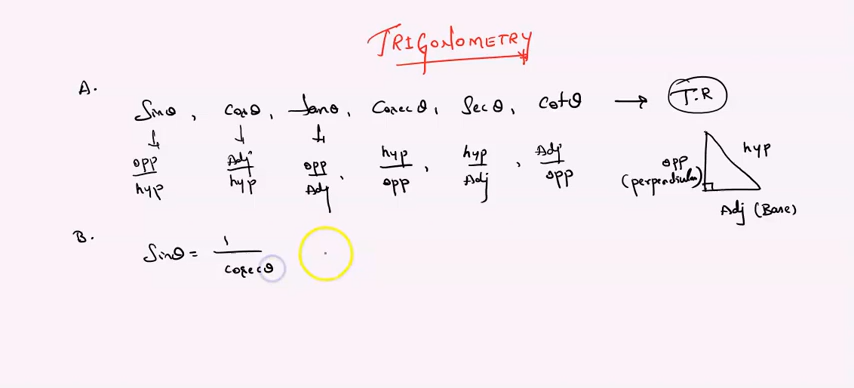 TRIGONOMETRY
A.
Sinθ, Cosθ, tanθ, Cosecθ, Secθ, Cotθ → T.R
↓ ↓ ↓
opp/hyp Adj/hyp opp/Adj, hyp/opp, hyp/Adj, Adj/opp
opp
(perpendicular)
hyp
Adj (Base)
B.
Sinθ = 1/cosecθ